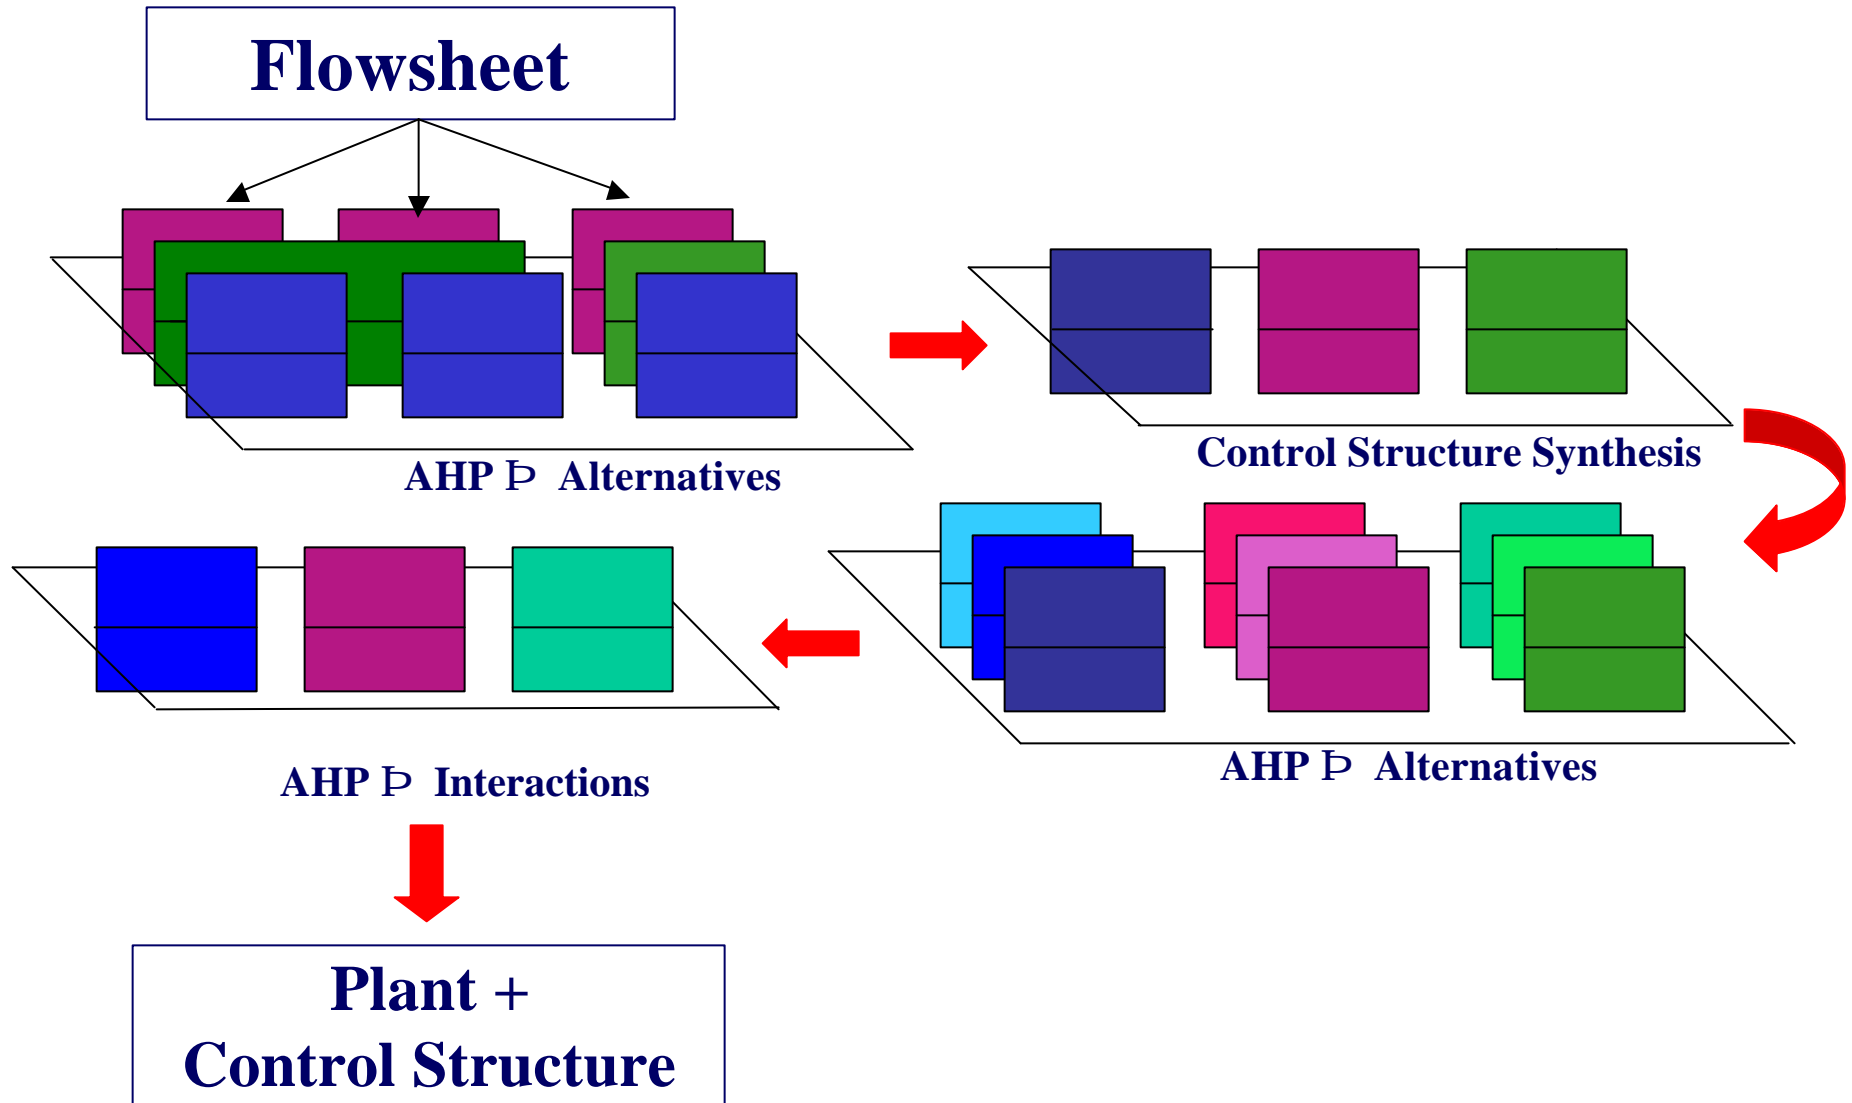 Flowsheet
AHP Þ Alternatives
Control Structure Synthesis
AHP Þ Alternatives
AHP Þ Interactions
Plant +
Control Structure